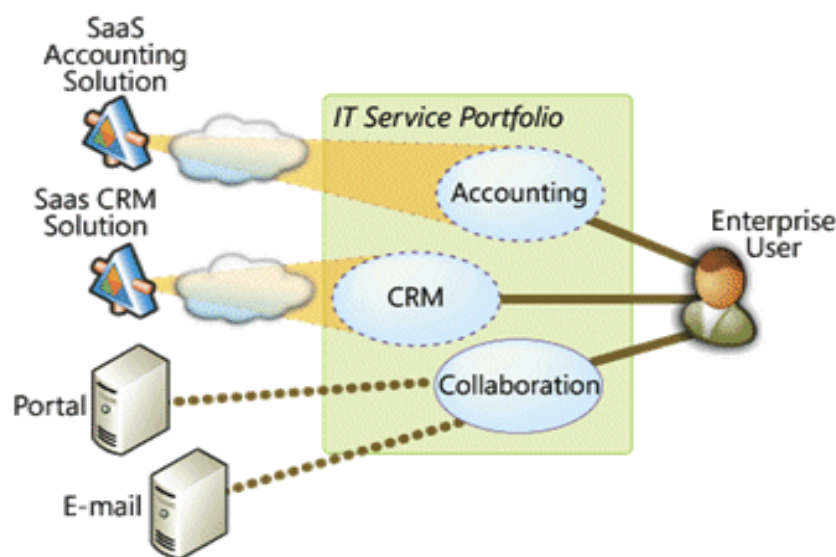 SaaS
Accounting
Solution
IT Service Portfolio
Accounting
Saas CRM
Solution
Enterprise
User
CRM
Collaboration
Portal
E-mail